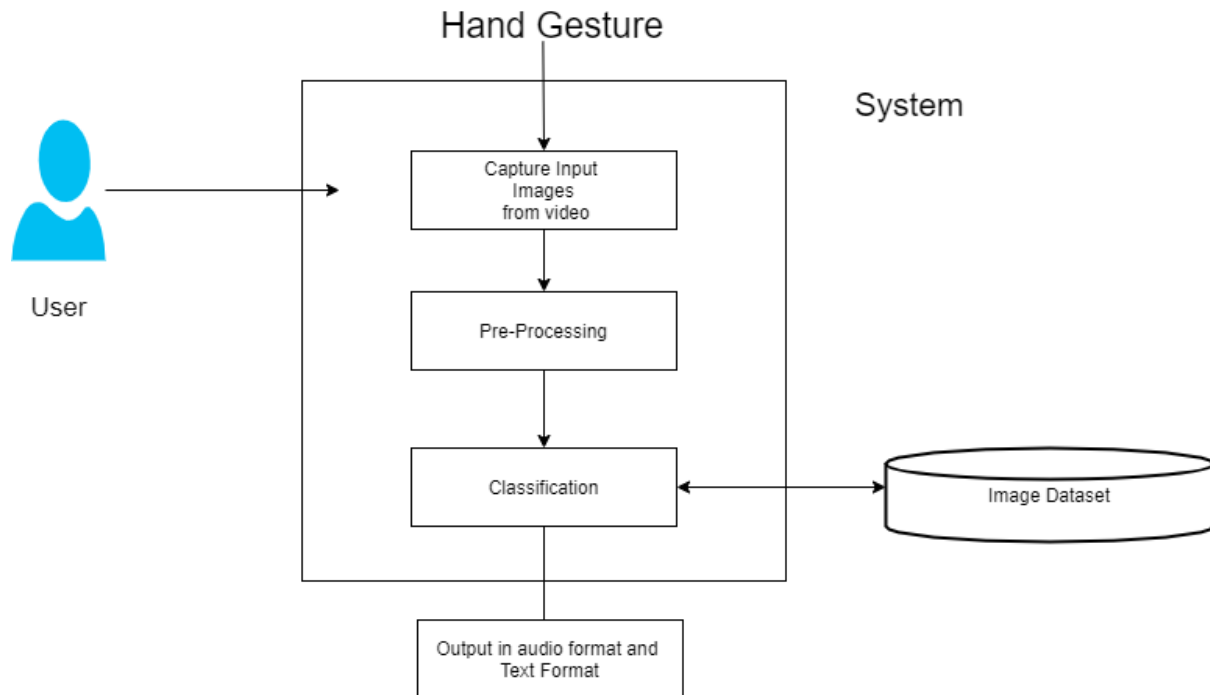 Hand Gesture
System
Capture Input
Images
from video
User
Pre-Processing
Classification
Image Dataset
Output in audio format and
Text Format